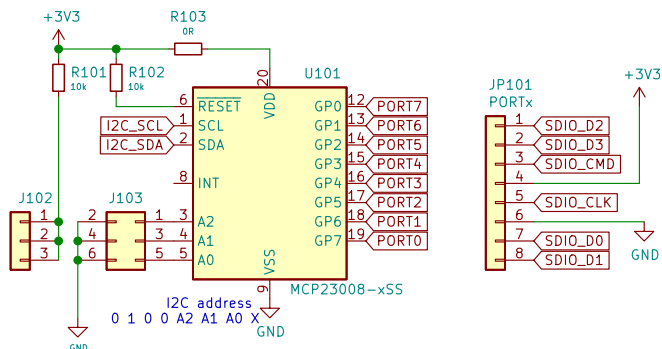 +3V3
R103
0R
R101
10k
R102
10k
U101
20
VDD
6 RESET
I2C_SCL 1 SCL
I2C_SDA 2 SDA
8 INT
3 A2
4 A1
5 A0
GP0 12 PORT7
GP1 13 PORT6
GP2 14 PORT5
GP3 15 PORT4
GP4 16 PORT3
GP5 17 PORT2
GP6 18 PORT1
GP7 19 PORT0
VSS
9
MCP23008-xSS
GND
J102
1
2
3
J103
2 1
4 3
6 5
GND
I2C address
0 1 0 0 A2 A1 A0 X
JP101
PORTx
+3V3
1 SDIO_D2
2 SDIO_D3
3 SDIO_CMD
4
5 SDIO_CLK
6
7 SDIO_D0
8 SDIO_D1
GND